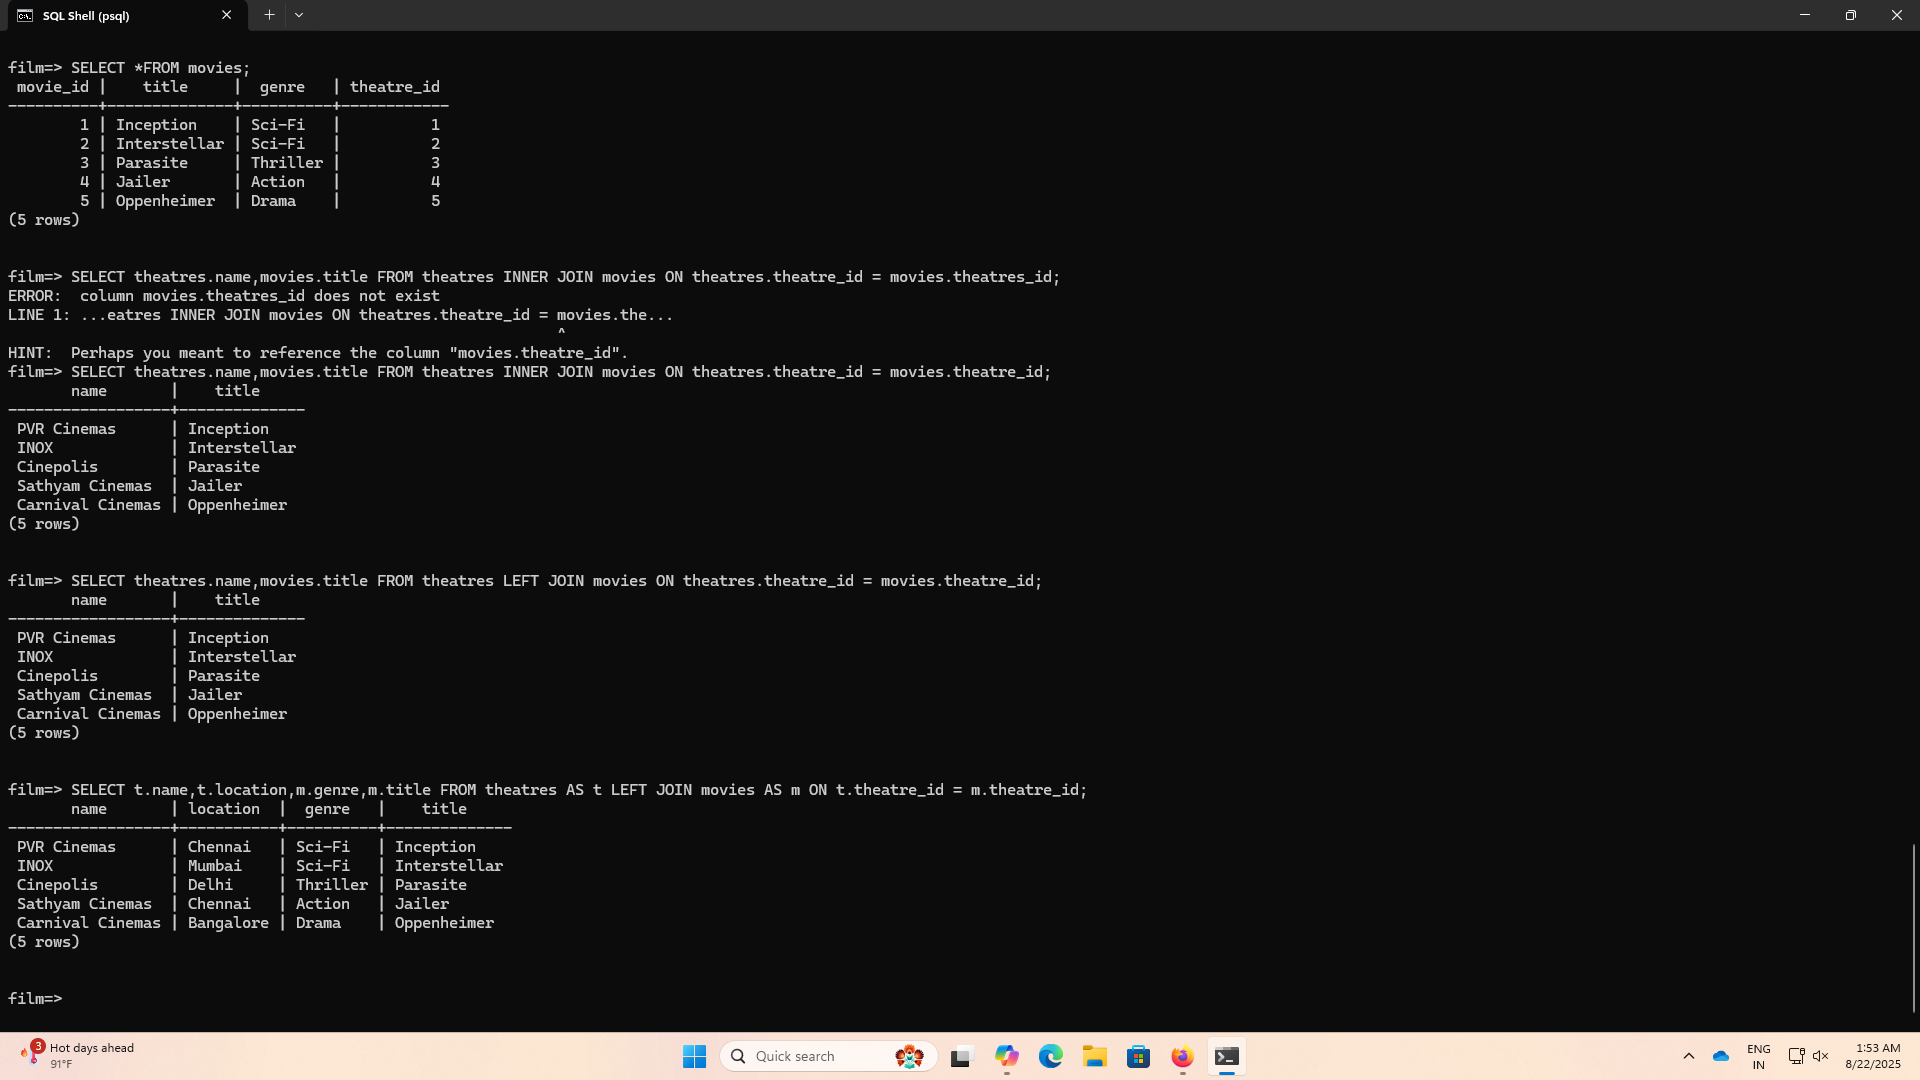 SQL Shell (psql)
film=> SELECT *FROM movies;
 movie_id |    title     |  genre   | theatre_id
----------+--------------+----------+------------
        1 | Inception    | Sci-Fi   |          1
        2 | Interstellar | Sci-Fi   |          2
        3 | Parasite     | Thriller |          3
        4 | Jailer       | Action   |          4
        5 | Oppenheimer  | Drama    |          5
(5 rows)
film=> SELECT theatres.name,movies.title FROM theatres INNER JOIN movies ON theatres.theatre_id = movies.theatres_id;
ERROR:  column movies.theatres_id does not exist
LINE 1: ...eatres INNER JOIN movies ON theatres.theatre_id = movies.the...
                                                             ^
HINT:  Perhaps you meant to reference the column "movies.theatre_id".
film=> SELECT theatres.name,movies.title FROM theatres INNER JOIN movies ON theatres.theatre_id = movies.theatre_id;
       name       |    title
------------------+--------------
 PVR Cinemas      | Inception
 INOX             | Interstellar
 Cinepolis        | Parasite
 Sathyam Cinemas  | Jailer
 Carnival Cinemas | Oppenheimer
(5 rows)
film=> SELECT theatres.name,movies.title FROM theatres LEFT JOIN movies ON theatres.theatre_id = movies.theatre_id;
       name       |    title
------------------+--------------
 PVR Cinemas      | Inception
 INOX             | Interstellar
 Cinepolis        | Parasite
 Sathyam Cinemas  | Jailer
 Carnival Cinemas | Oppenheimer
(5 rows)
film=> SELECT t.name,t.location,m.genre,m.title FROM theatres AS t LEFT JOIN movies AS m ON t.theatre_id = m.theatre_id;
       name       | location  |  genre   |    title
------------------+-----------+----------+--------------
 PVR Cinemas      | Chennai   | Sci-Fi   | Inception
 INOX             | Mumbai    | Sci-Fi   | Interstellar
 Cinepolis        | Delhi     | Thriller | Parasite
 Sathyam Cinemas  | Chennai   | Action   | Jailer
 Carnival Cinemas | Bangalore | Drama    | Oppenheimer
(5 rows)
film=>
3
Hot days ahead
91°F
Quick search
ENG
IN
1:53 AM
8/22/2025